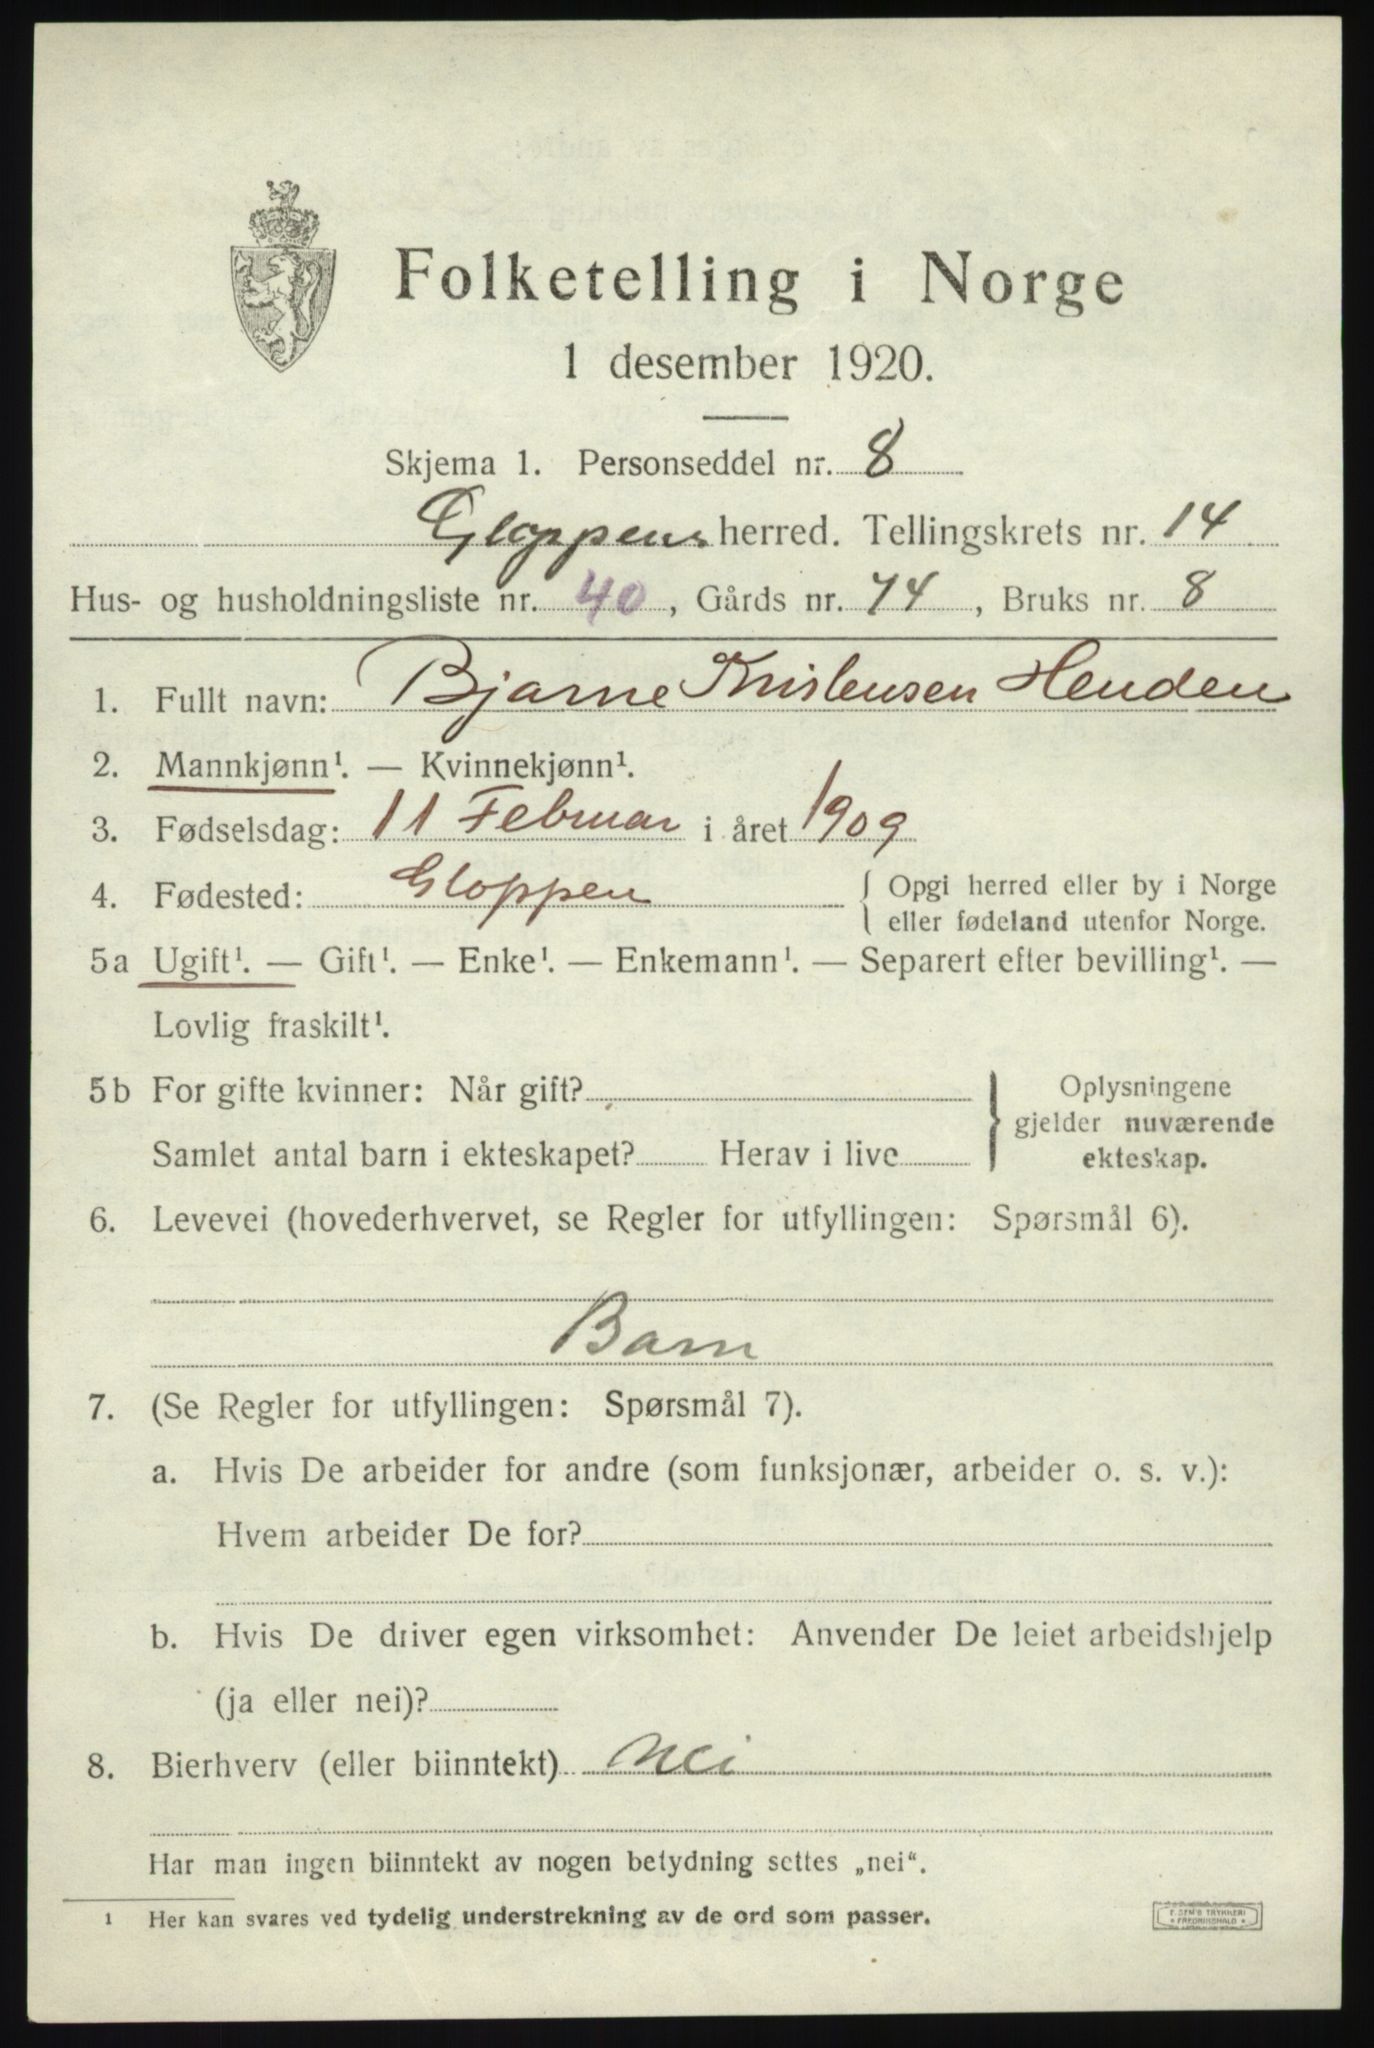 Folketelling i Norge
1 desember 1920.
Skjema 1. Personseddel nr. 8
Gloppens herred. Tellingskrets nr. 14
Hus- og husholdningsliste nr. 40, Gårds nr. 74, Bruks nr. 8
1. Fullt navn: Bjarne Kristensen Henden
2. Mannkjønn¹. — Kvinnekjønn¹.
3. Fødselsdag: 11 Februar i året 1909
4. Fødested: Gloppen { Opgi herred eller by i Norge
eller fødeland utenfor Norge.
5a Ugift¹. — Gift¹. — Enke¹. — Enkemann¹. — Separert efter bevilling¹. —
Lovlig fraskilt¹.
5b For gifte kvinner: Når gift? } Oplysningene
gjelder nuværende
Samlet antal barn i ekteskapet? Herav i live ekteskap.
6. Levevei (hovederhvervet, se Regler for utfyllingen: Spørsmål 6).
Barn
7. (Se Regler for utfyllingen: Spørsmål 7).
a. Hvis De arbeider for andre (som funksjonær, arbeider o. s. v.):
Hvem arbeider De for?
b. Hvis De driver egen virksomhet: Anvender De leiet arbeidshjelp
(ja eller nei)?
8. Bierhverv (eller biinntekt) Nei
Har man ingen biinntekt av nogen betydning settes „nei“.
¹ Her kan svares ved tydelig understrekning av de ord som passer.
E. SEM'S TRYKKERI
FREDRIKSHALD